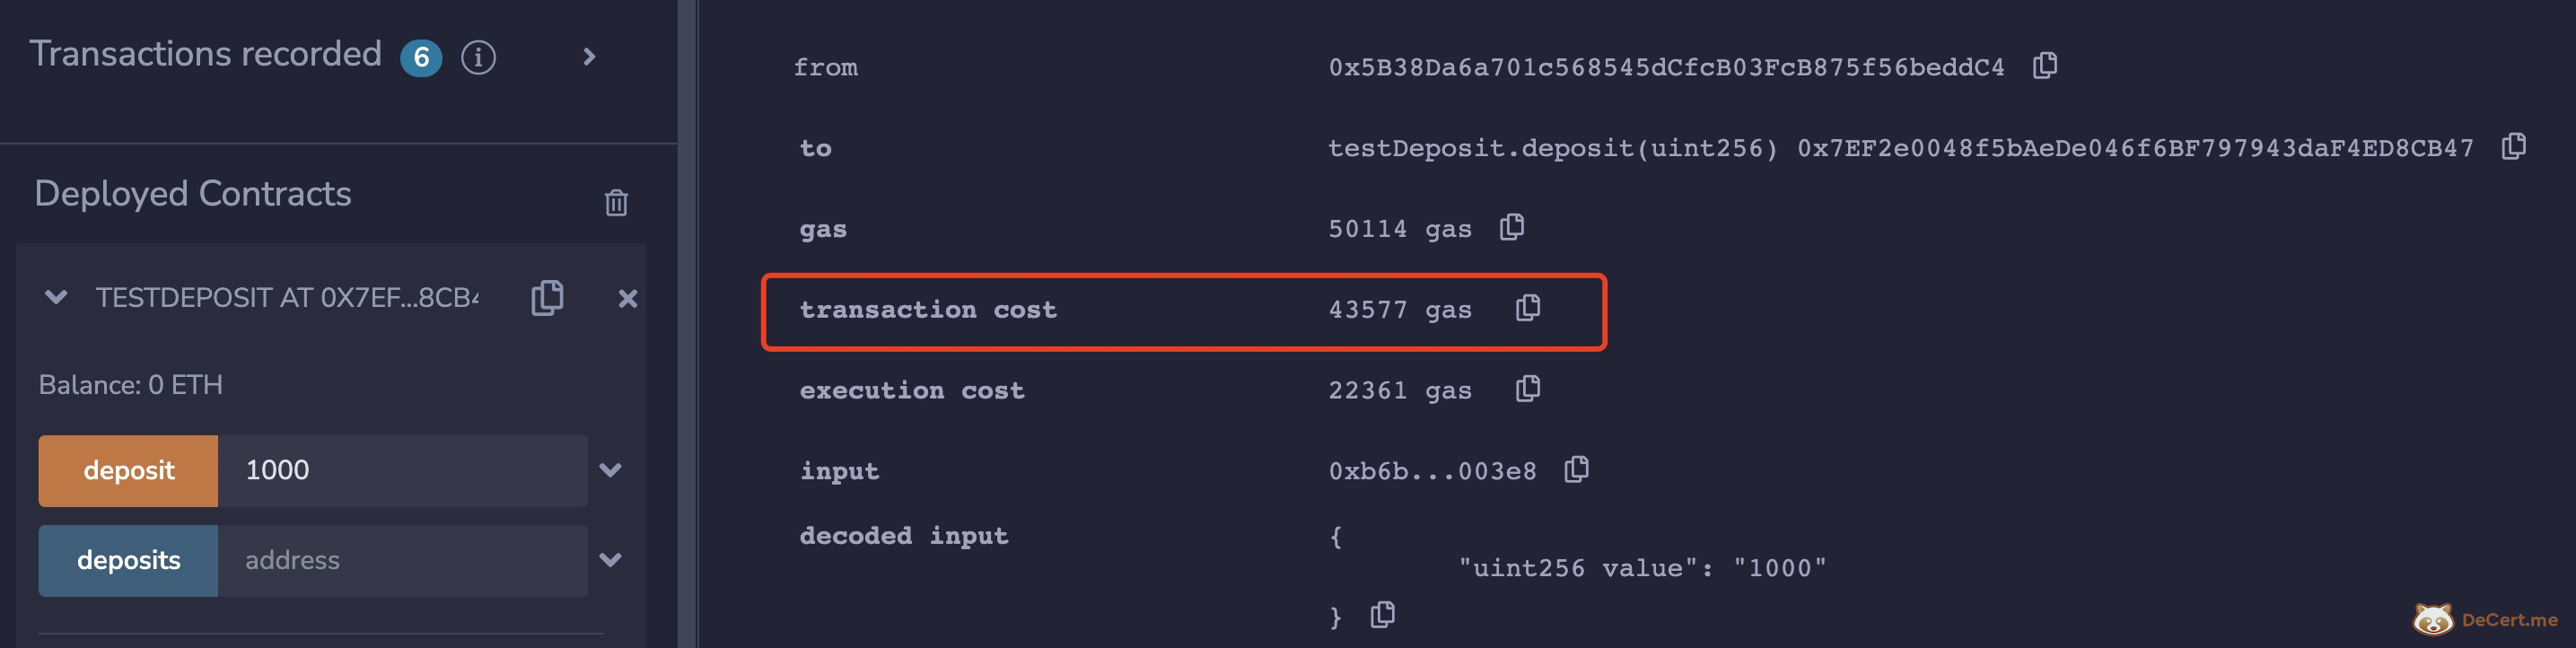 Transactions recorded 6 i
Deployed Contracts
TESTDEPOSIT AT 0X7EF...8CB4
Balance: 0 ETH
deposit 1000
deposits address
from 0x5B38Da6a701c568545dCfcB03FcB875f56beddC4
to testDeposit.deposit(uint256) 0x7EF2e0048f5bAeDe046f6BF797943daF4ED8CB47
gas 50114 gas
transaction cost 43577 gas
execution cost 22361 gas
input 0xb6b...003e8
decoded input {
"uint256 value": "1000"
}
DeCert.me